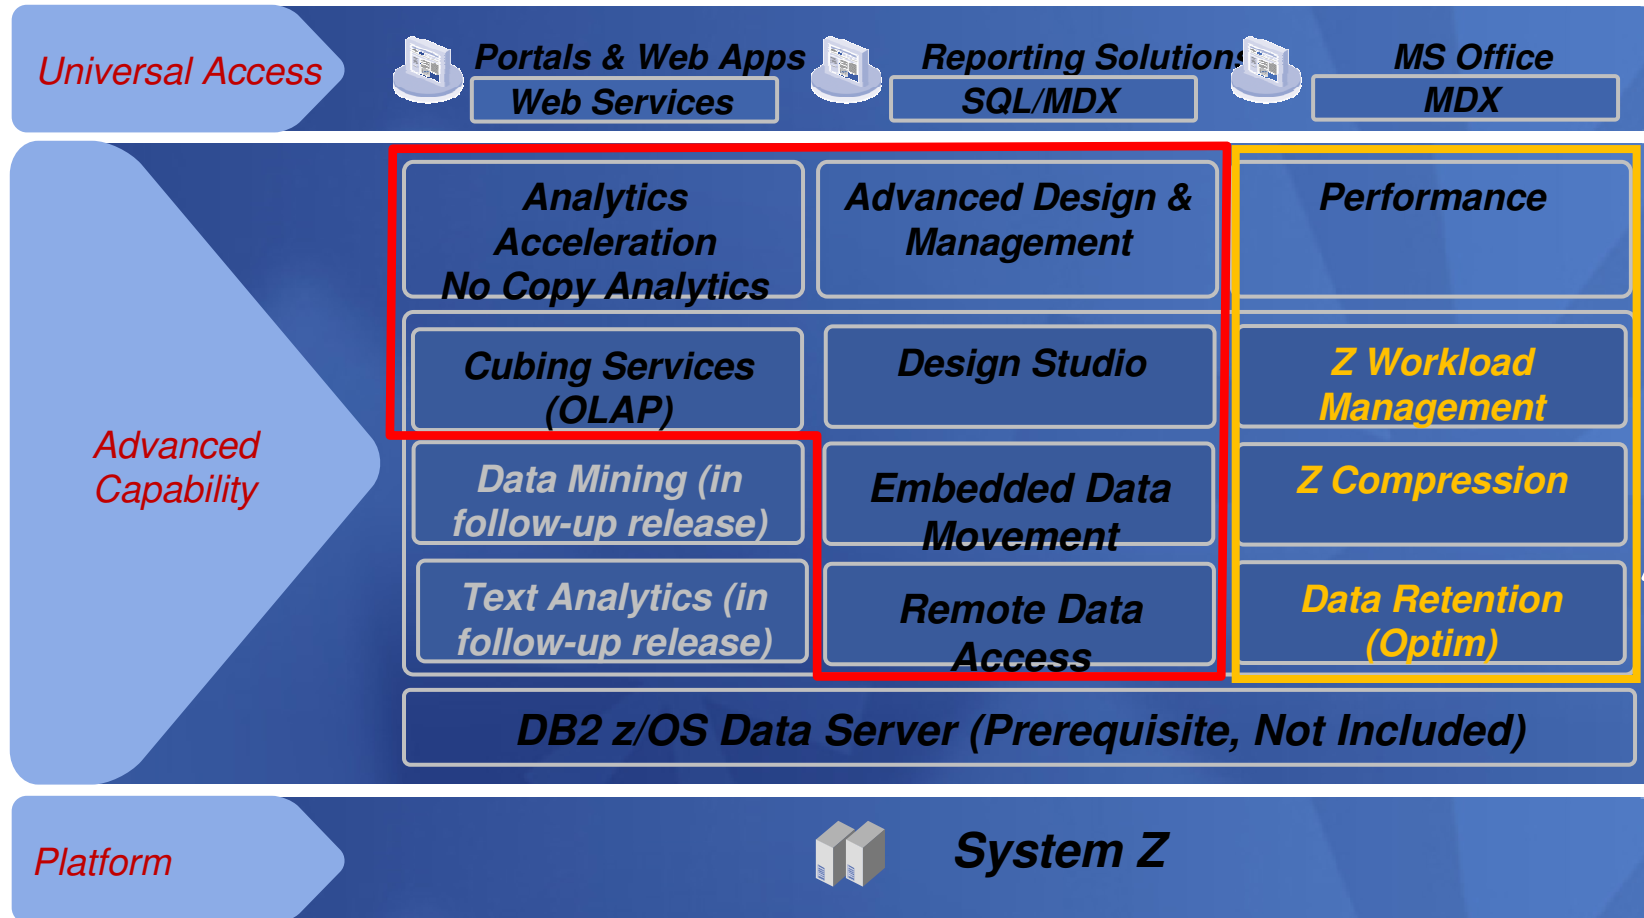 Universal Access
Portals & Web Apps
Web Services
Reporting Solutions
SQL/MDX
MS Office
MDX
Advanced
Capability
Analytics
Acceleration
No Copy Analytics
Advanced Design &
Management
Performance
Cubing Services
(OLAP)
Design Studio
Z Workload
Management
Data Mining (in
follow-up release)
Embedded Data
Movement
Z Compression
Text Analytics (in
follow-up release)
Remote Data
Access
Data Retention
(Optim)
DB2 z/OS Data Server (Prerequisite, Not Included)
Platform
System Z